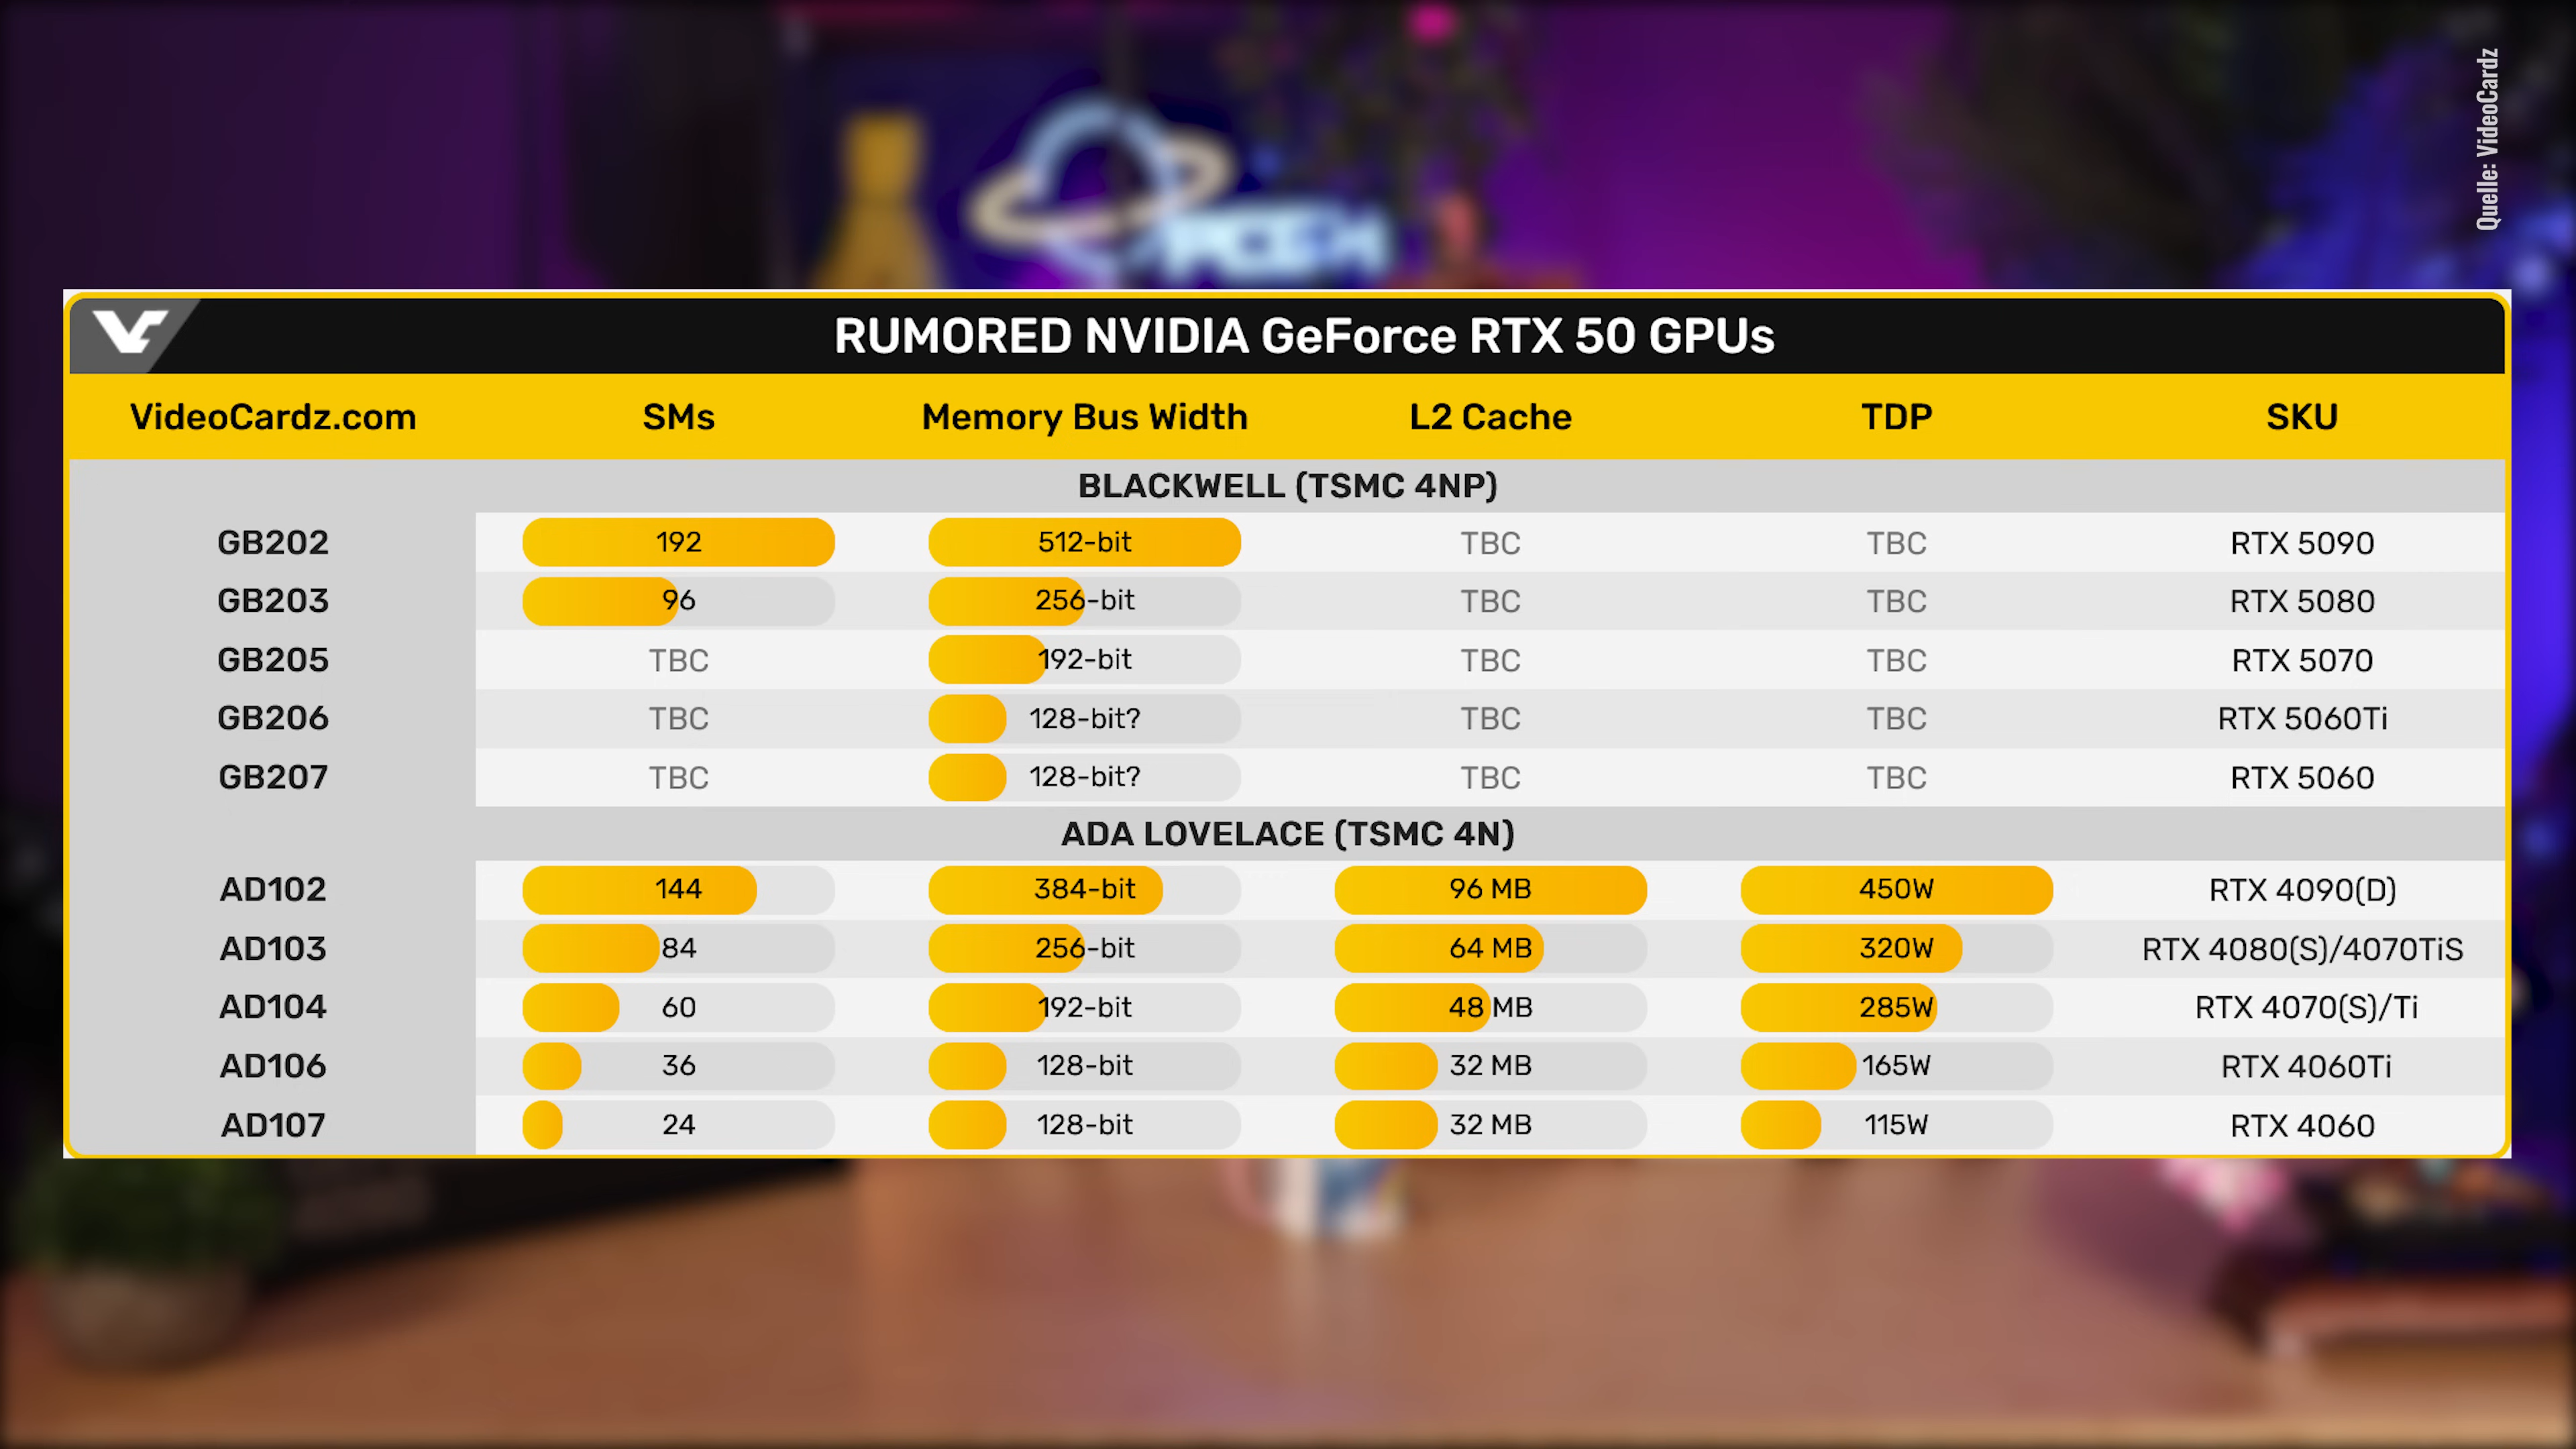 Quelle: VideoCardz
RUMORED NVIDIA GeForce RTX 50 GPUs
VideoCardz.com SMs Memory Bus Width L2 Cache TDP SKU
BLACKWELL (TSMC 4NP)
GB202 192 512-bit TBC TBC RTX 5090
GB203 96 256-bit TBC TBC RTX 5080
GB205 TBC 192-bit TBC TBC RTX 5070
GB206 TBC 128-bit? TBC TBC RTX 5060Ti
GB207 TBC 128-bit? TBC TBC RTX 5060
ADA LOVELACE (TSMC 4N)
AD102 144 384-bit 96 MB 450W RTX 4090(D)
AD103 84 256-bit 64 MB 320W RTX 4080(S)/4070TiS
AD104 60 192-bit 48 MB 285W RTX 4070(S)/Ti
AD106 36 128-bit 32 MB 165W RTX 4060Ti
AD107 24 128-bit 32 MB 115W RTX 4060